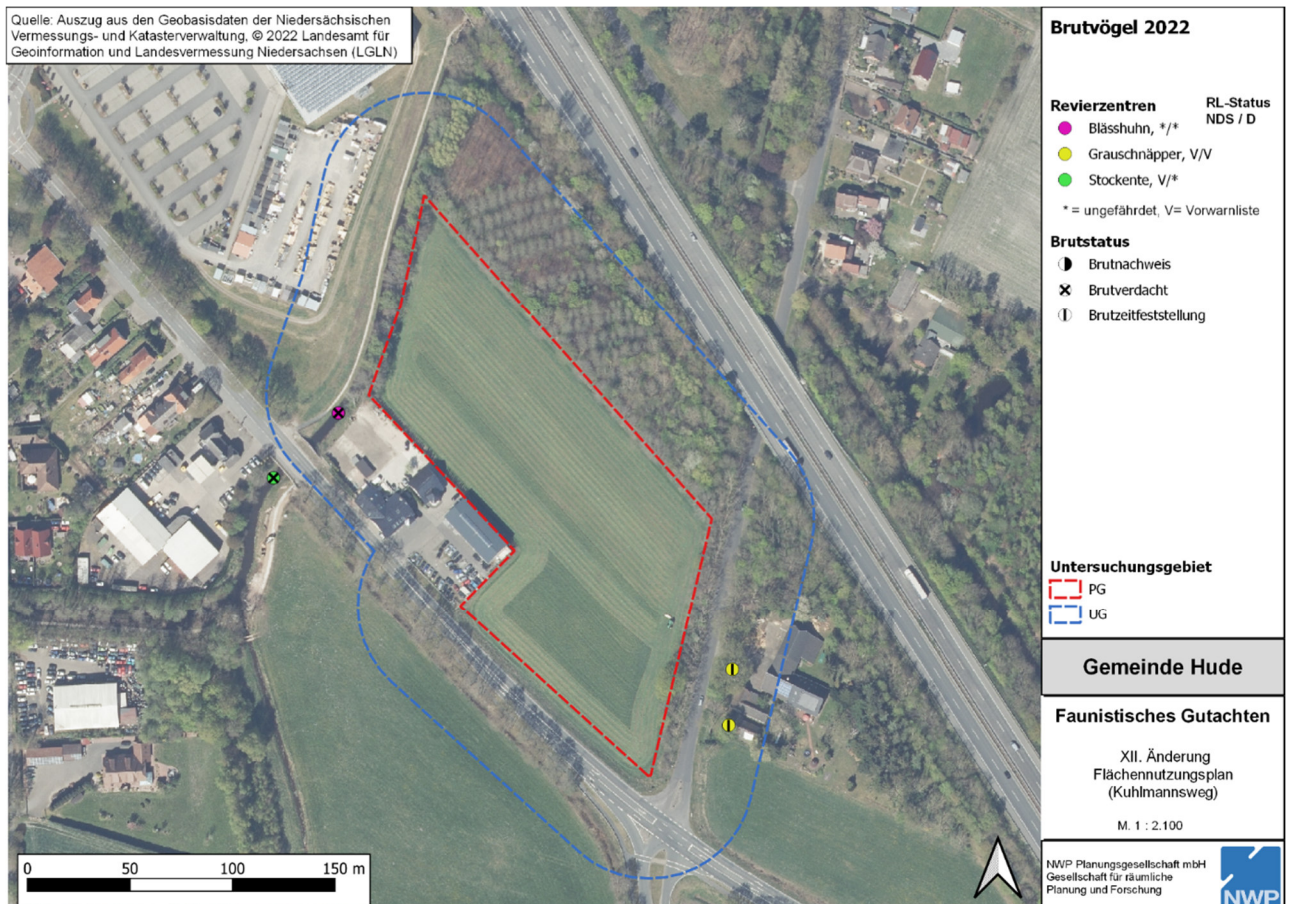 Quelle: Auszug aus den Geobasisdaten der Niedersächsischen
Vermessungs- und Katasterverwaltung, © 2022 Landesamt für
Geoinformation und Landesvermessung Niedersachsen (LGLN)
Brutvögel 2022
Revierzentren RL-Status
NDS / D
Blässhuhn, */*
Grauschnäpper, V/V
Stockente, V/*
* = ungefährdet, V= Vorwarnliste
Brutstatus
Brutnachweis
Brutverdacht
Brutzeitfeststellung
Untersuchungsgebiet
PG
UG
Gemeinde Hude
Faunistisches Gutachten
XII. Änderung
Flächennutzungsplan
(Kuhlmannsweg)
M. 1 : 2.100
NWP Planungsgesellschaft mbH
Gesellschaft für räumliche
Planung und Forschung
NWP
0 50 100 150 m